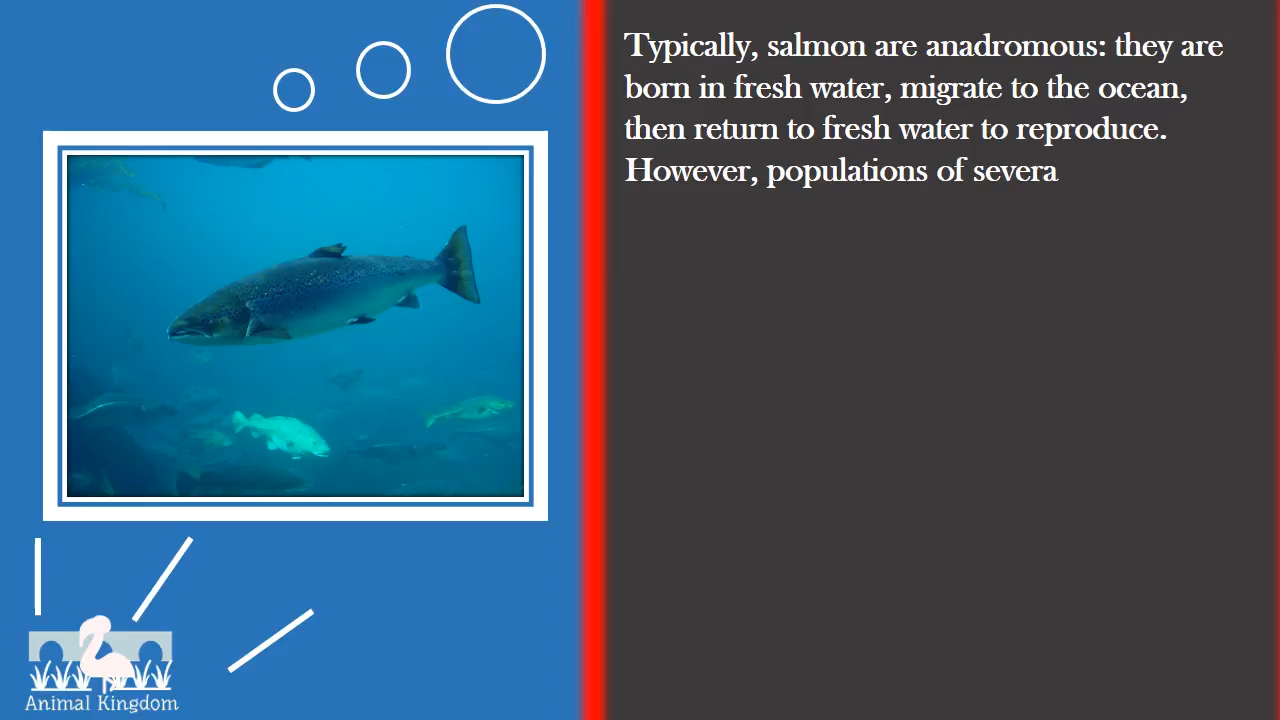 Typically, salmon are anadromous: they are
born in fresh water, migrate to the ocean,
then return to fresh water to reproduce.
However, populations of severa
Animal Kingdom